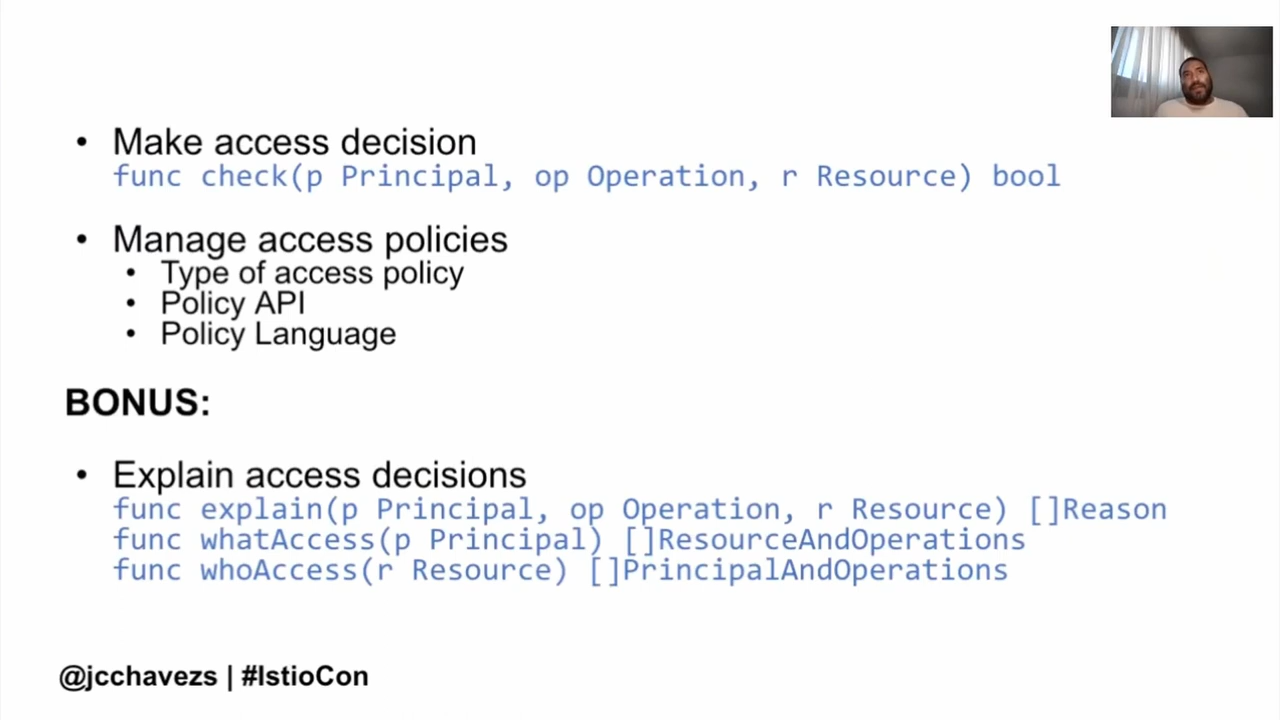 • Make access decision
func check(p Principal, op Operation, r Resource) bool
• Manage access policies
• Type of access policy
• Policy API
• Policy Language
BONUS:
• Explain access decisions
func explain(p Principal, op Operation, r Resource) []Reason
func whatAccess(p Principal) []ResourceAndOperations
func whoAccess(r Resource) []PrincipalAndOperations
@jcchavezs | #IstioCon